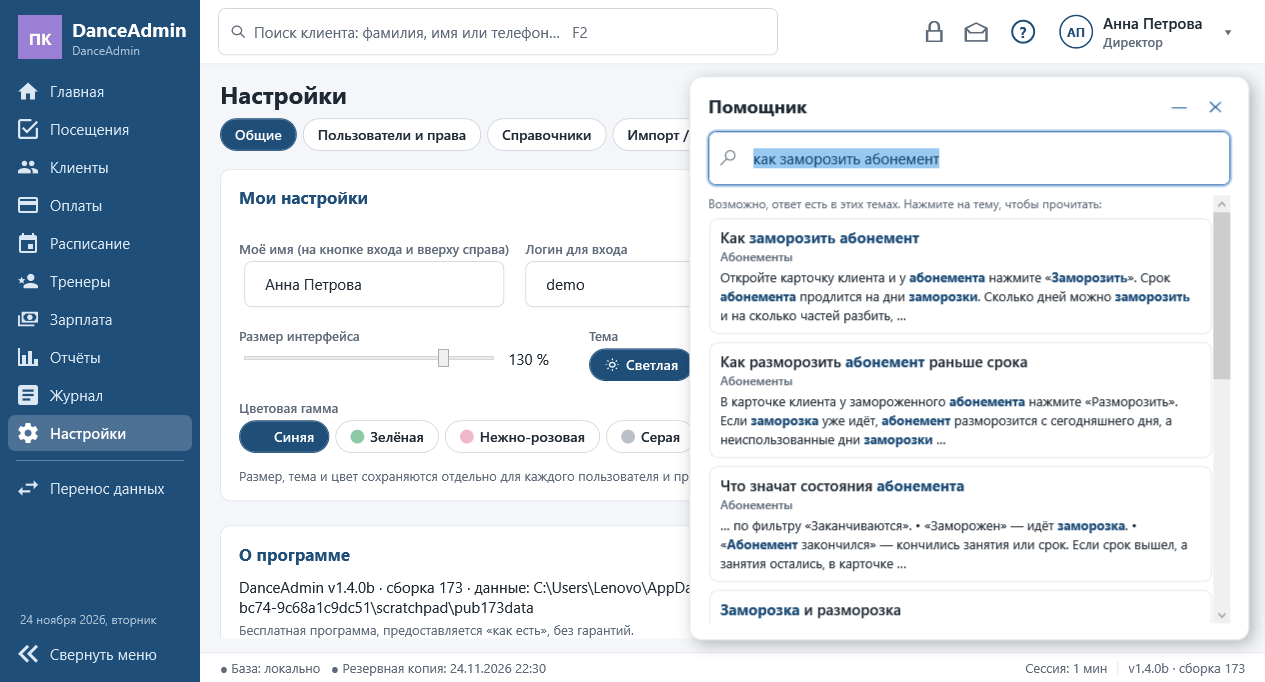 ПК
DanceAdmin
DanceAdmin
Главная
Посещения
Клиенты
Оплаты
Расписание
Тренеры
Зарплата
Отчёты
Журнал
Настройки
Перенос данных
24 ноября 2026, вторник
Свернуть меню
Поиск клиента: фамилия, имя или телефон... F2
?
АП
Анна Петрова
Директор
Настройки
Общие
Пользователи и права
Справочники
Импорт /
Мои настройки
Моё имя (на кнопке входа и вверху справа)
Логин для входа
Анна Петрова
demo
Размер интерфейса
Тема
130 %
Светлая
Цветовая гамма
Синяя
Зелёная
Нежно-розовая
Серая
Размер, тема и цвет сохраняются отдельно для каждого пользователя и пр
О программе
DanceAdmin v1.4.0b · сборка 173 · данные: C:\Users\Lenovo\AppDa
bc74-9c68a1c9dc51\scratchpad\pub173data
Бесплатная программа, предоставляется «как есть», без гарантий.
Помощник
как заморозить абонемент
Возможно, ответ есть в этих темах. Нажмите на тему, чтобы прочитать:
Как заморозить абонемент
Абонементы
Откройте карточку клиента и у абонемента нажмите «Заморозить». Срок
абонемента продлится на дни заморозки. Сколько дней можно заморозить
и на сколько частей разбить, ...
Как разморозить абонемент раньше срока
Абонементы
В карточке клиента у замороженного абонемента нажмите «Разморозить».
Если заморозка уже идёт, абонемент разморозится с сегодняшнего дня, а
неиспользованные дни заморозки ...
Что значат состояния абонемента
Абонементы
... по фильтру «Заканчиваются». • «Заморожен» — идёт заморозка. •
«Абонемент закончился» — кончились занятия или срок. Если срок вышел, а
занятия остались, в карточке ...
Заморозка и разморозка
● База: локально ● Резервная копия: 24.11.2026 22:30
Сессия: 1 мин
v1.4.0b · сборка 173